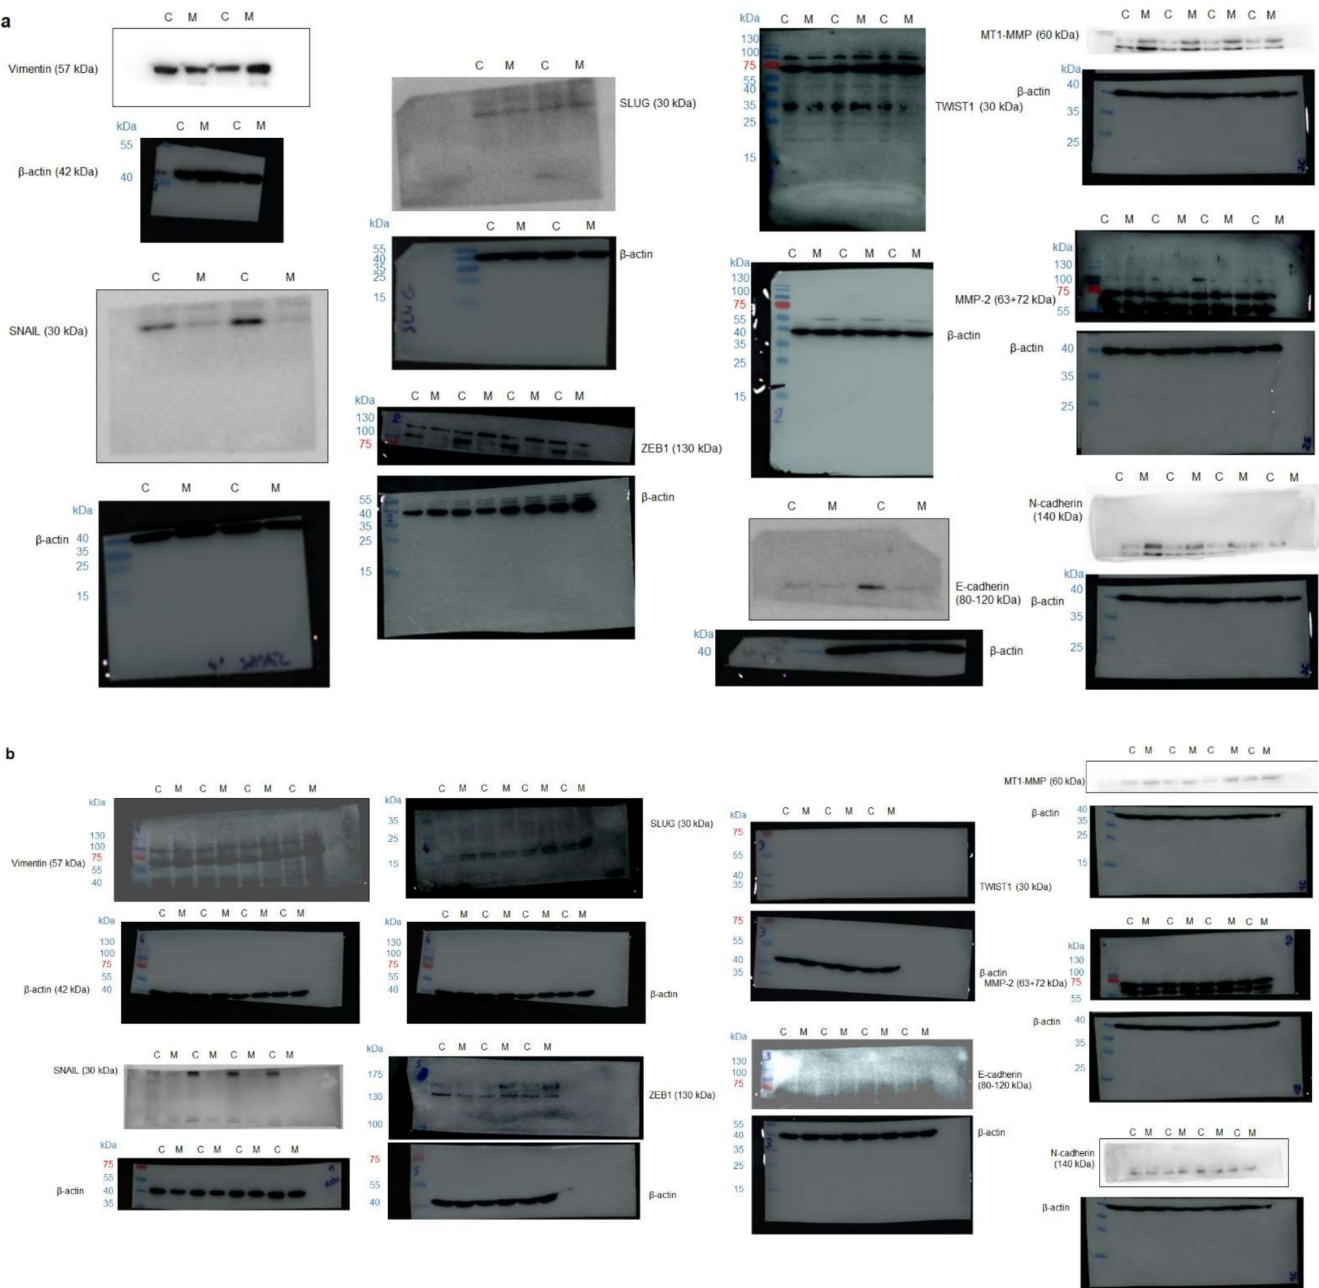 a
C M C M
Vimentin (57 kDa)
kDa
C M C M
55
β-actin (42 kDa)
40
C M C M
SNAIL (30 kDa)
C M C M
kDa
β-actin
40
35
25
15
C M C M
SLUG (30 kDa)
kDa
C M C M
55
40
35
25
15
β-actin
SLUG
kDa
C M C M C M C M
130
100
75
ZEB1 (130 kDa)
55
40
35
25
15
β-actin
kDa
C M C M C M
130
100
75
55
40
35
25
15
TWIST1 (30 kDa)
kDa
C M C M C M
130
100
75
55
40
35
25
15
β-actin
2
C M C M
E-cadherin
(80-120 kDa)
kDa
40
β-actin
C M C M C M C M
MT1-MMP (60 kDa)
kDa
β-actin
40
35
25
C M C M C M C M
kDa
130
100
75
55
MMP-2 (63+72 kDa)
β-actin
40
35
25
C M C M C M C M
N-cadherin
(140 kDa)
kDa
β-actin
40
35
25
b
C M C M C M C M
kDa
130
100
75
55
40
Vimentin (57 kDa)
C M C M C M C M
kDa
130
100
75
55
40
β-actin (42 kDa)
C M C M C M C M
SNAIL (30 kDa)
kDa
C M C M C M C M
75
55
40
35
β-actin
C M C M C M C M
kDa
35
25
15
SLUG (30 kDa)
C M C M C M C M
kDa
130
100
75
55
40
β-actin
kDa
C M C M C M
175
130
100
ZEB1 (130 kDa)
75
55
40
β-actin
C M C M C M
kDa
75
55
40
35
TWIST1 (30 kDa)
75
55
40
35
β-actin
C M C M C M C M
kDa
130
100
75
E-cadherin
(80-120 kDa)
55
40
35
25
15
β-actin
C M C M C M C M
MT1-MMP (60 kDa)
β-actin
40
35
25
15
C M C M C M C M
kDa
130
100
75
55
MMP-2 (63+72 kDa)
β-actin
40
35
25
C M C M C M C M
N-cadherin
(140 kDa)
β-actin